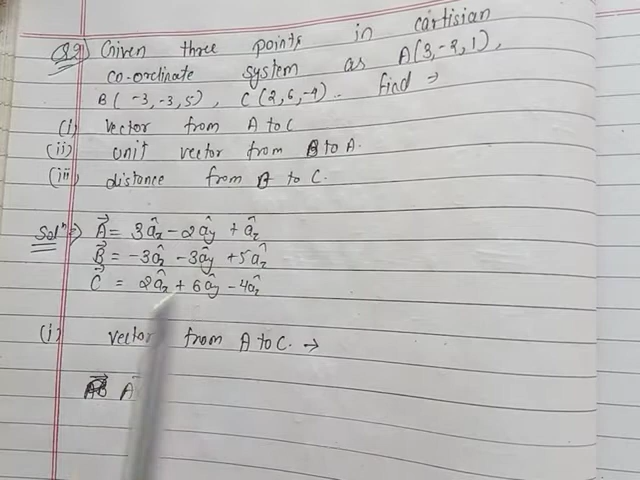 Q2) Given three points in cartisian
co-ordinate system as A(3,-2,1),
B(-3,-3,5), C(2,6,-4). find →
(i) vector from A to C
(ii) unit vector from B to A.
(iii) distance from B to C.
Solⁿ⇒ A⃗ = 3âx - 2ây + âz
B⃗ = -3âx - 3ây + 5âz
C⃗ = 2âx + 6ây - 4âz
(i) vector from A to C. →
A